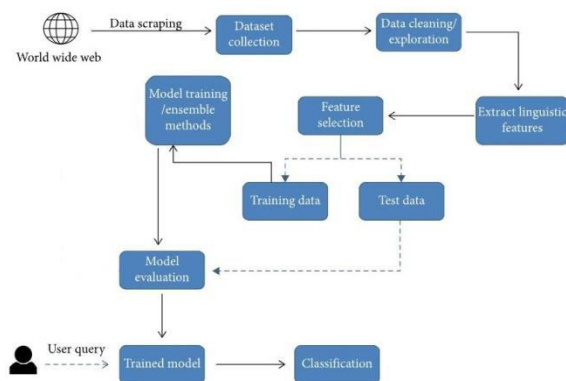 Data scraping
World wide web
Dataset
collection
Data cleaning/
exploration
Model training
/ensemble
methods
Feature
selection
Extract linguistic
features
Training data
Test data
Model
evaluation
User query
Trained model
Classification